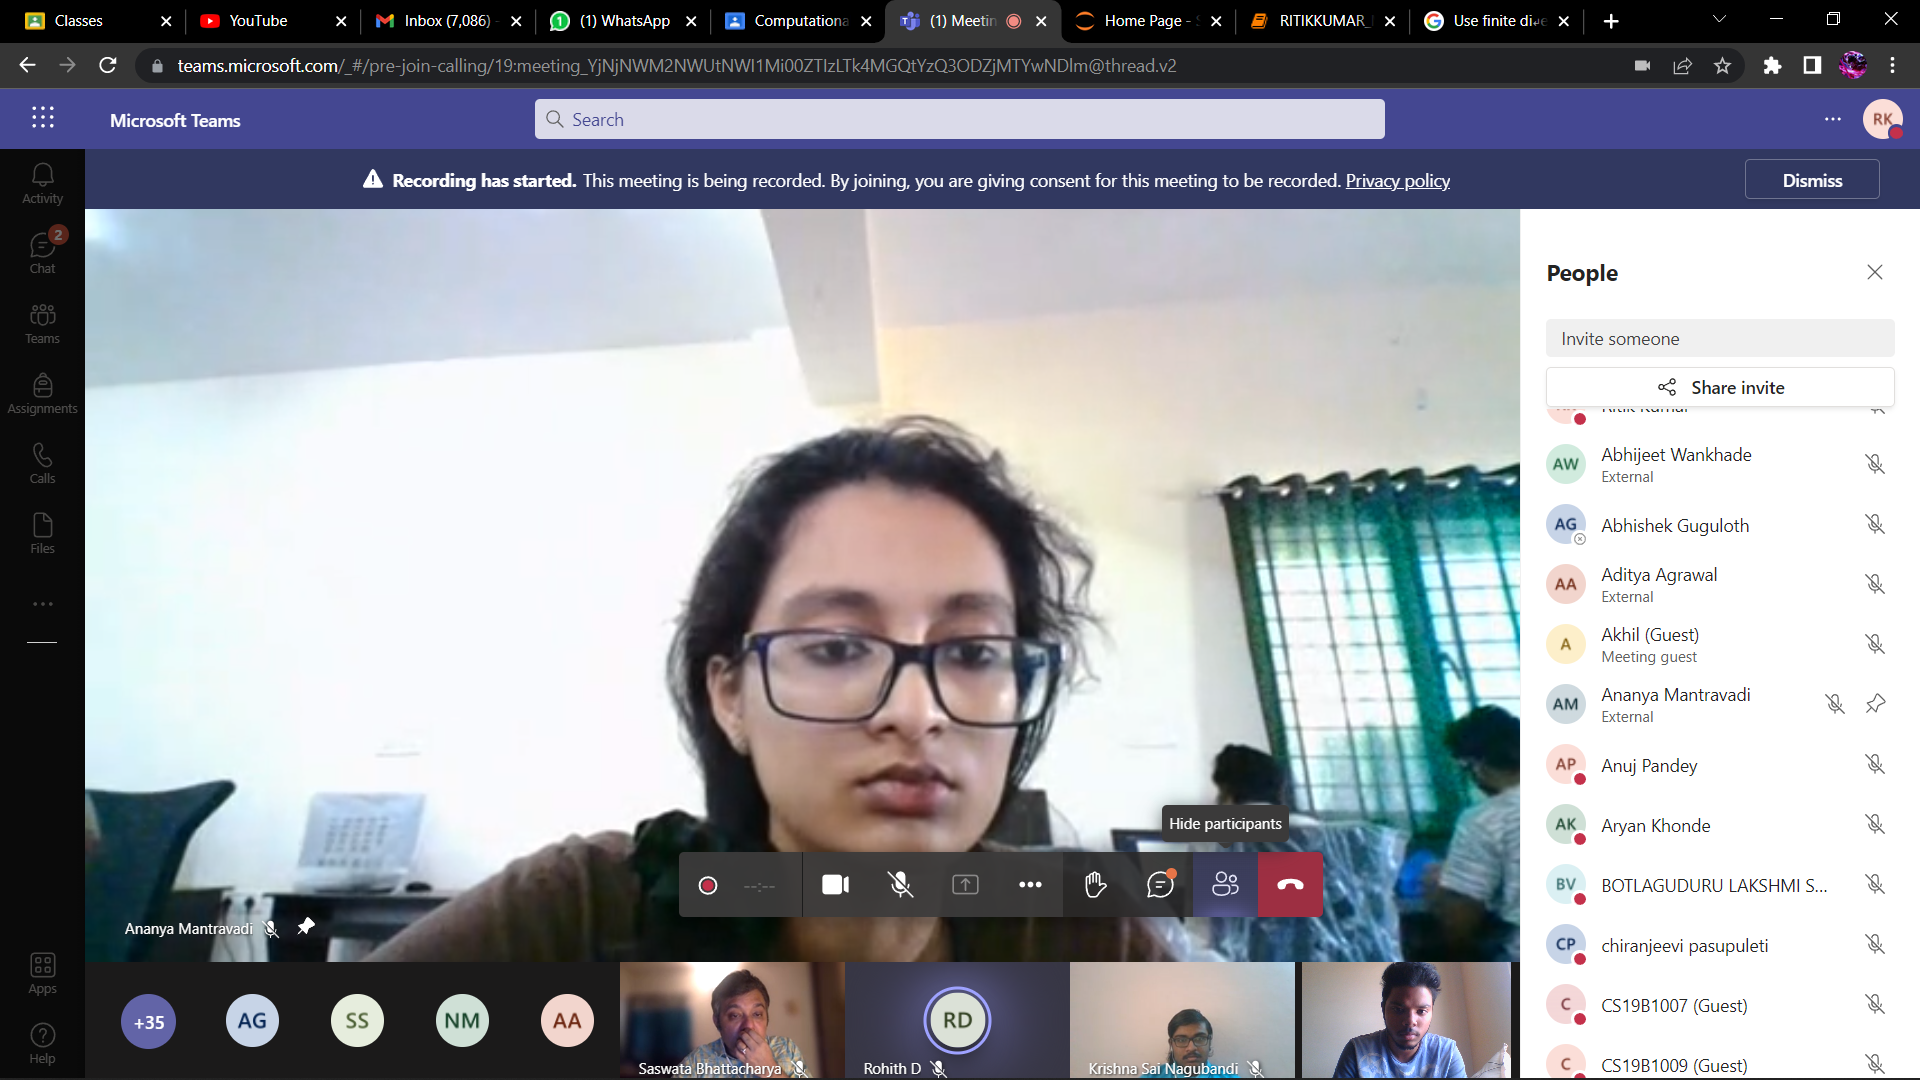 Classes
YouTube
Inbox (7,086) -
(1) WhatsApp
Computationa
(1) Meetin
Home Page -
RITIKKUMAR_
Use finite di
teams.microsoft.com/_#/pre-join-calling/19:meeting_YjNjNWM2NWUtNWI1Mi00ZTIzLTk4MGQtYzQ3ODZjMTYwNDlm@thread.v2
Microsoft Teams
Search
RK
Recording has started. This meeting is being recorded. By joining, you are giving consent for this meeting to be recorded. Privacy policy
Dismiss
Activity
2
Chat
Teams
Assignments
Calls
Files
Apps
Help
People
Invite someone
Share invite
Ritik Kumar
AW
Abhijeet Wankhade
External
AG
Abhishek Guguloth
AA
Aditya Agrawal
External
A
Akhil (Guest)
Meeting guest
AM
Ananya Mantravadi
External
AP
Anuj Pandey
AK
Aryan Khonde
BV
BOTLAGUDURU LAKSHMI S...
CP
chiranjeevi pasupuleti
C
CS19B1007 (Guest)
C
CS19B1009 (Guest)
Hide participants
--:--
Ananya Mantravadi
+35
AG
SS
NM
AA
Saswata Bhattacharya
RD
Rohith D
Krishna Sai Nagubandi